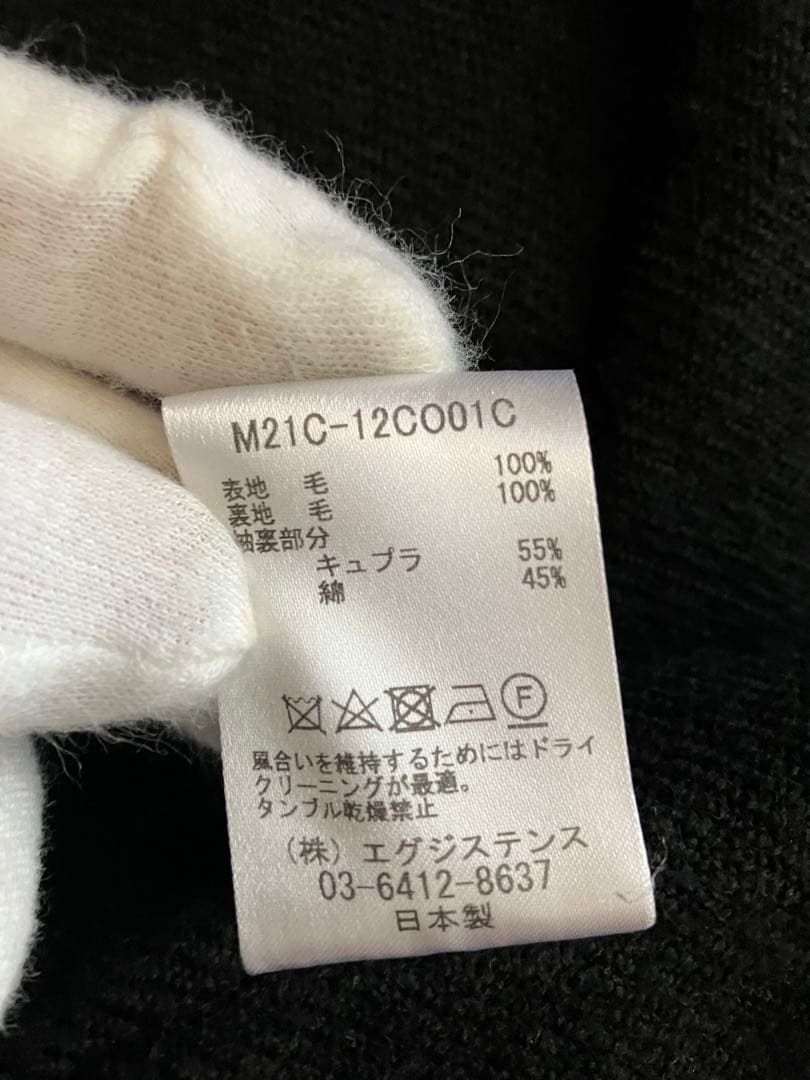 M21C-12CO01C
表地 毛 100%
裏地 毛 100%
袖裏部分
キュプラ 55%
綿 45%
F
風合いを維持するためにはドライ
クリーニングが最適。
タンブル乾燥禁止
(株) エグジステンス
03-6412-8637
日本製